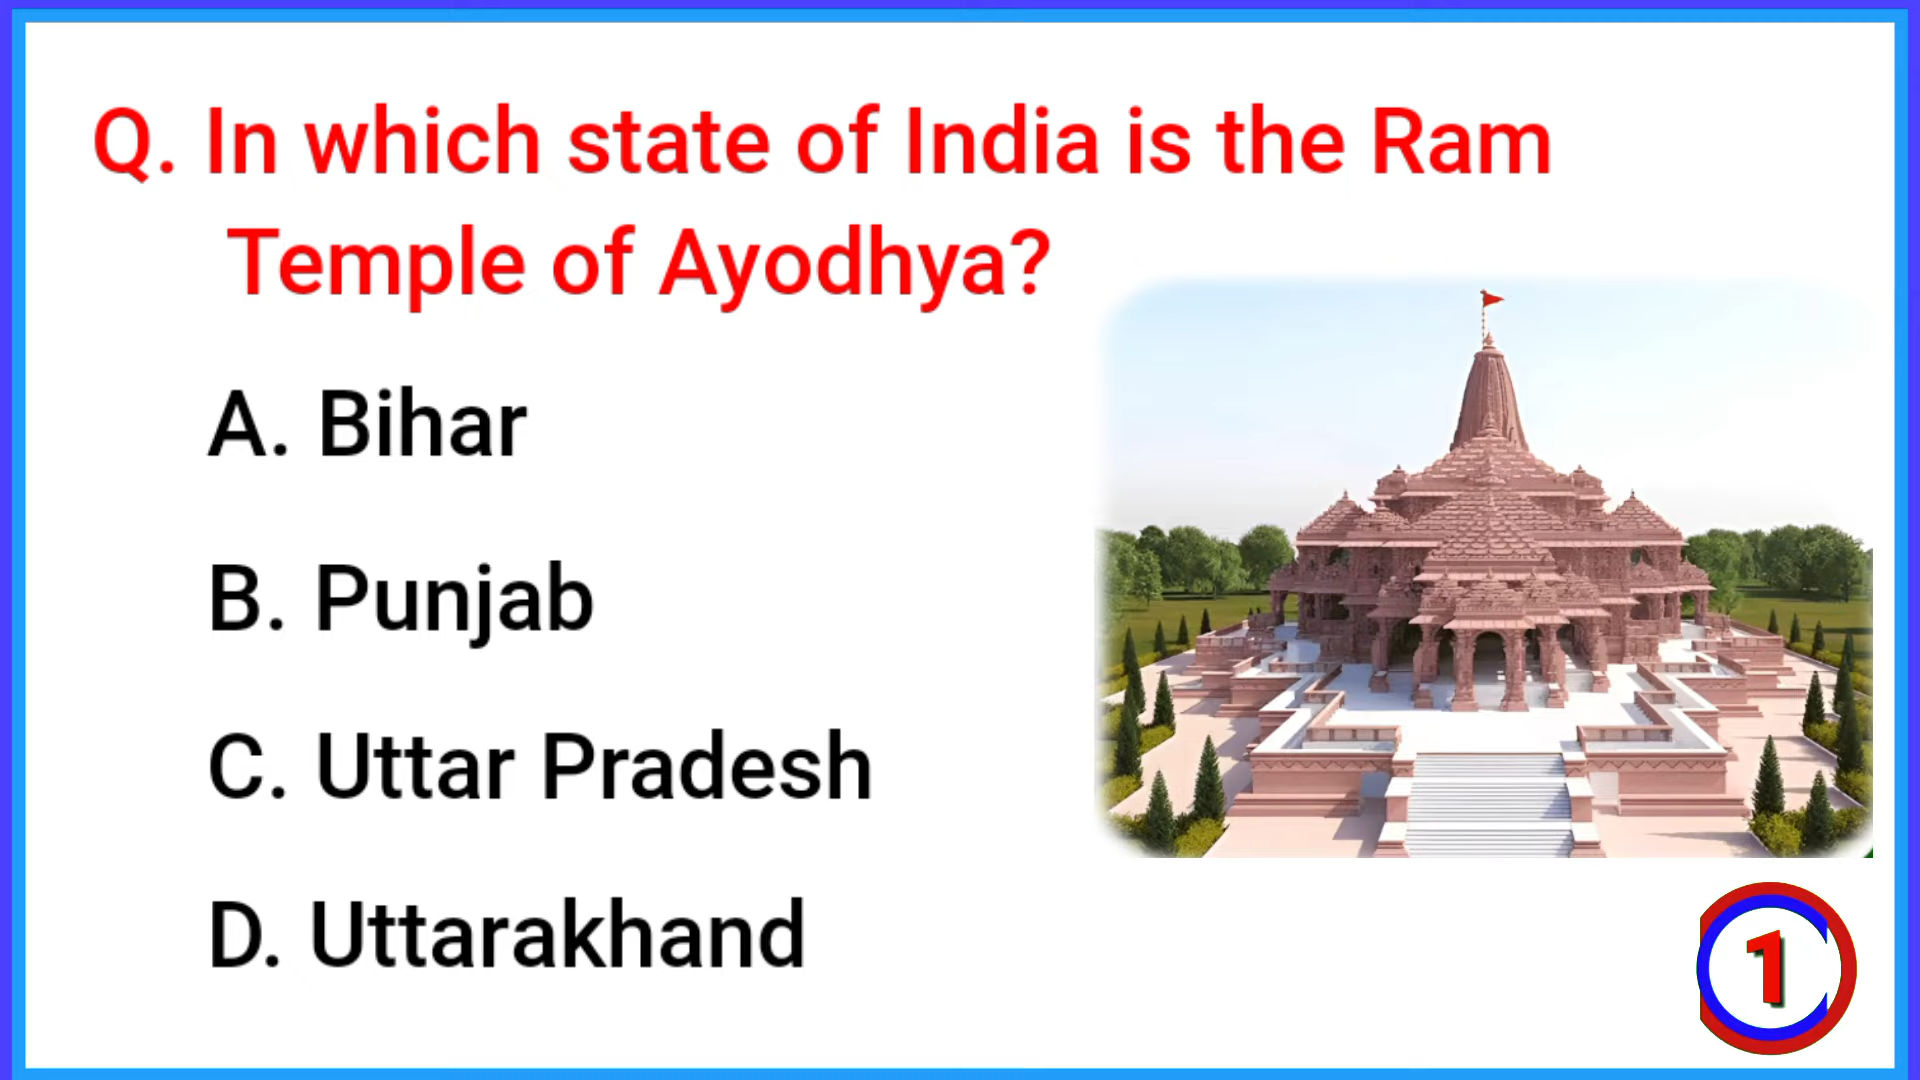 Q. In which state of India is the Ram
Temple of Ayodhya?
A. Bihar
B. Punjab
C. Uttar Pradesh
D. Uttarakhand
1